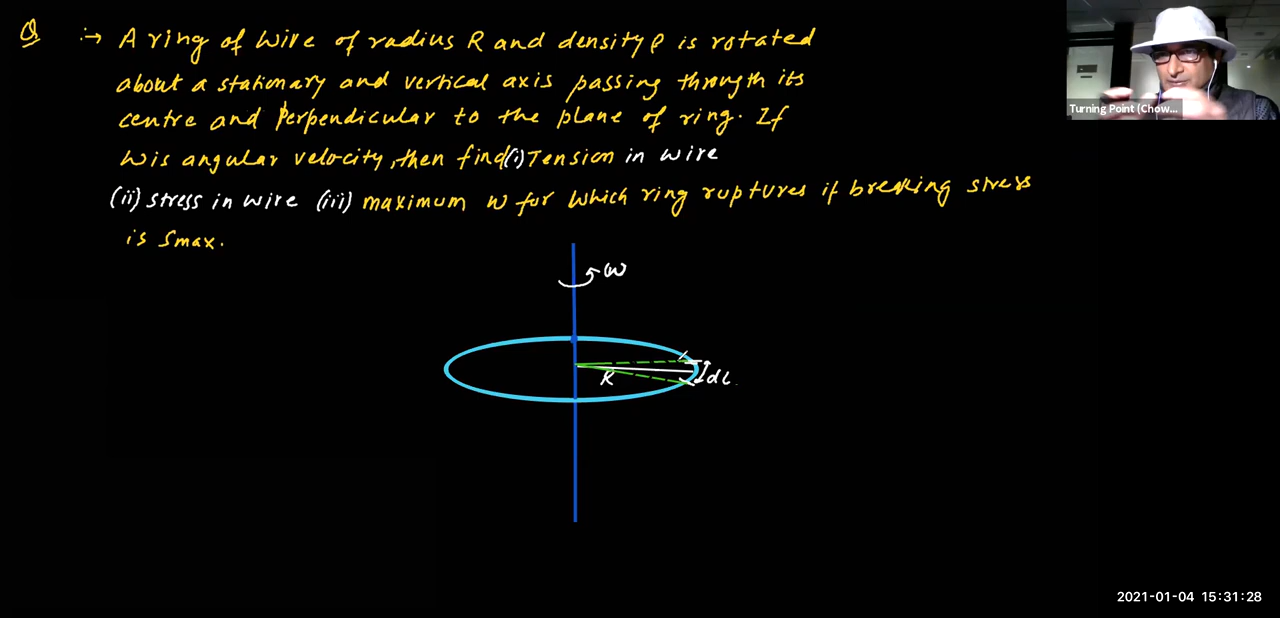 Q :→ A ring of wire of radius R and density ρ is rotated
about a stationary and vertical axis passing through its
centre and perpendicular to the plane of ring. If
W is angular velocity, then find (i) Tension in wire
(ii) stress in wire (iii) maximum w for which ring ruptures if breaking stress
is Smax.
Turning Point (Chow...
W
R
dl
2021-01-04 15:31:28